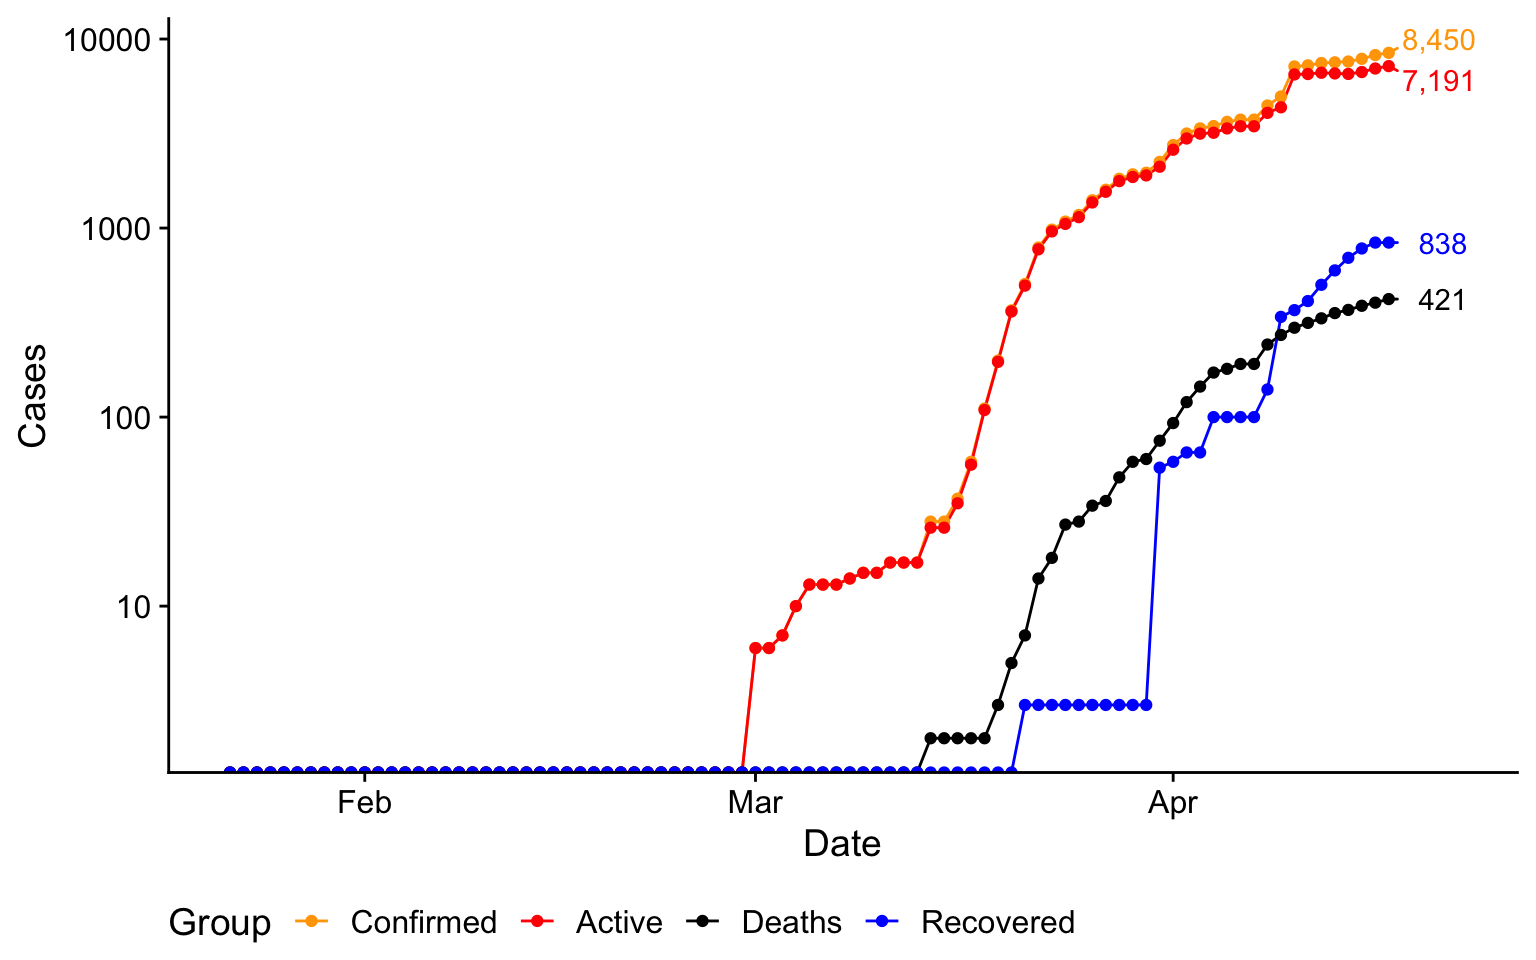 10000
1000
100
10
Cases
8,450
7,191
838
421
Feb Mar Apr
Date
Group Confirmed Active Deaths Recovered